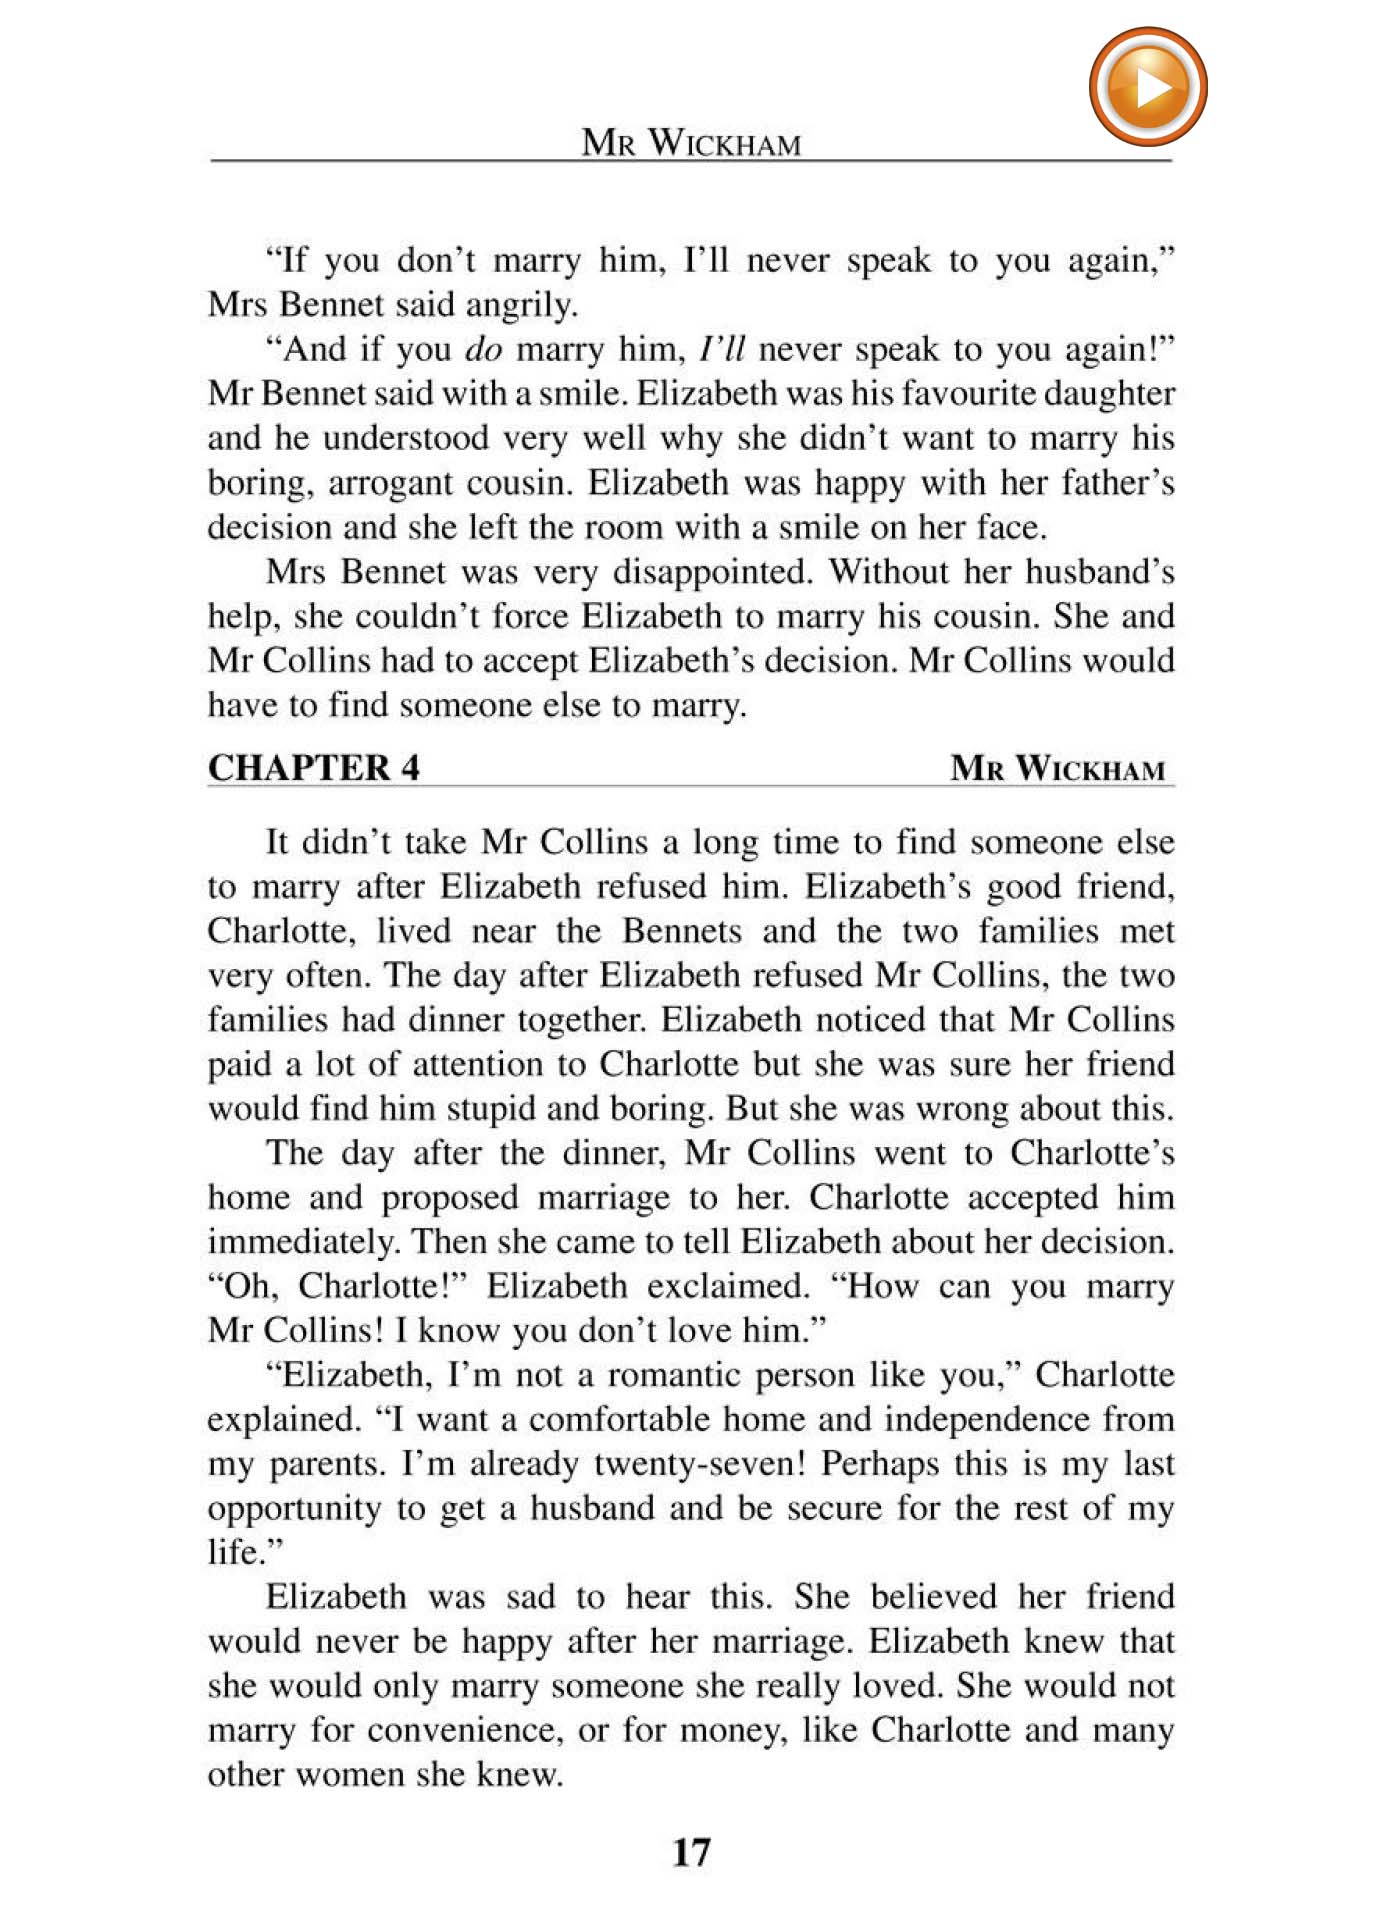 MR WICKHAM
“If you don’t marry him, I’ll never speak to you again,”
Mrs Bennet said angrily.
“And if you do marry him, I’ll never speak to you again!”
Mr Bennet said with a smile. Elizabeth was his favourite daughter
and he understood very well why she didn’t want to marry his
boring, arrogant cousin. Elizabeth was happy with her father’s
decision and she left the room with a smile on her face.
Mrs Bennet was very disappointed. Without her husband’s
help, she couldn’t force Elizabeth to marry his cousin. She and
Mr Collins had to accept Elizabeth’s decision. Mr Collins would
have to find someone else to marry.
CHAPTER 4 MR WICKHAM
It didn’t take Mr Collins a long time to find someone else
to marry after Elizabeth refused him. Elizabeth’s good friend,
Charlotte, lived near the Bennets and the two families met
very often. The day after Elizabeth refused Mr Collins, the two
families had dinner together. Elizabeth noticed that Mr Collins
paid a lot of attention to Charlotte but she was sure her friend
would find him stupid and boring. But she was wrong about this.
The day after the dinner, Mr Collins went to Charlotte’s
home and proposed marriage to her. Charlotte accepted him
immediately. Then she came to tell Elizabeth about her decision.
“Oh, Charlotte!” Elizabeth exclaimed. “How can you marry
Mr Collins! I know you don’t love him.”
“Elizabeth, I’m not a romantic person like you,” Charlotte
explained. “I want a comfortable home and independence from
my parents. I’m already twenty-seven! Perhaps this is my last
opportunity to get a husband and be secure for the rest of my
life.”
Elizabeth was sad to hear this. She believed her friend
would never be happy after her marriage. Elizabeth knew that
she would only marry someone she really loved. She would not
marry for convenience, or for money, like Charlotte and many
other women she knew.
17